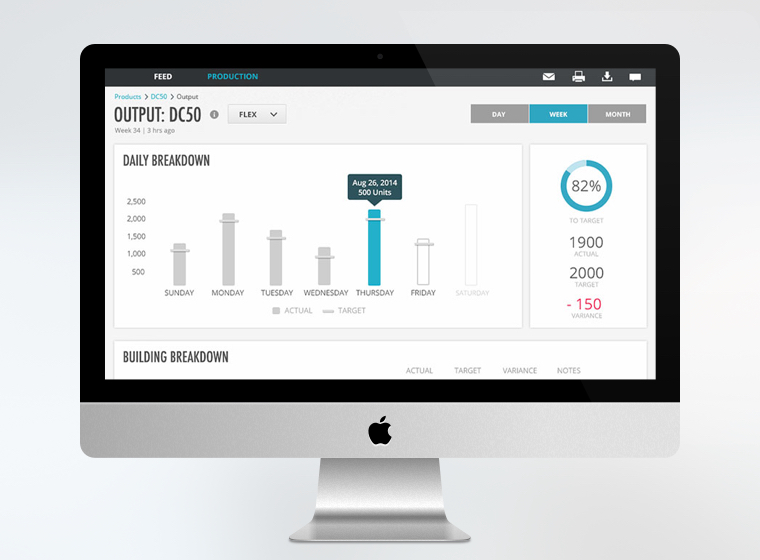 FEED PRODUCTION
Products > DC50 > Output
OUTPUT: DC50 i FLEX
Week 34 | 3 hrs ago
DAY WEEK MONTH
DAILY BREAKDOWN
Aug 26, 2014
500 Units
2,500
2,000
1,500
1,000
500
SUNDAY MONDAY TUESDAY WEDNESDAY THURSDAY FRIDAY SATURDAY
ACTUAL TARGET
82%
TO TARGET
1900
ACTUAL
2000
TARGET
- 150
VARIANCE
BUILDING BREAKDOWN
ACTUAL TARGET VARIANCE NOTES